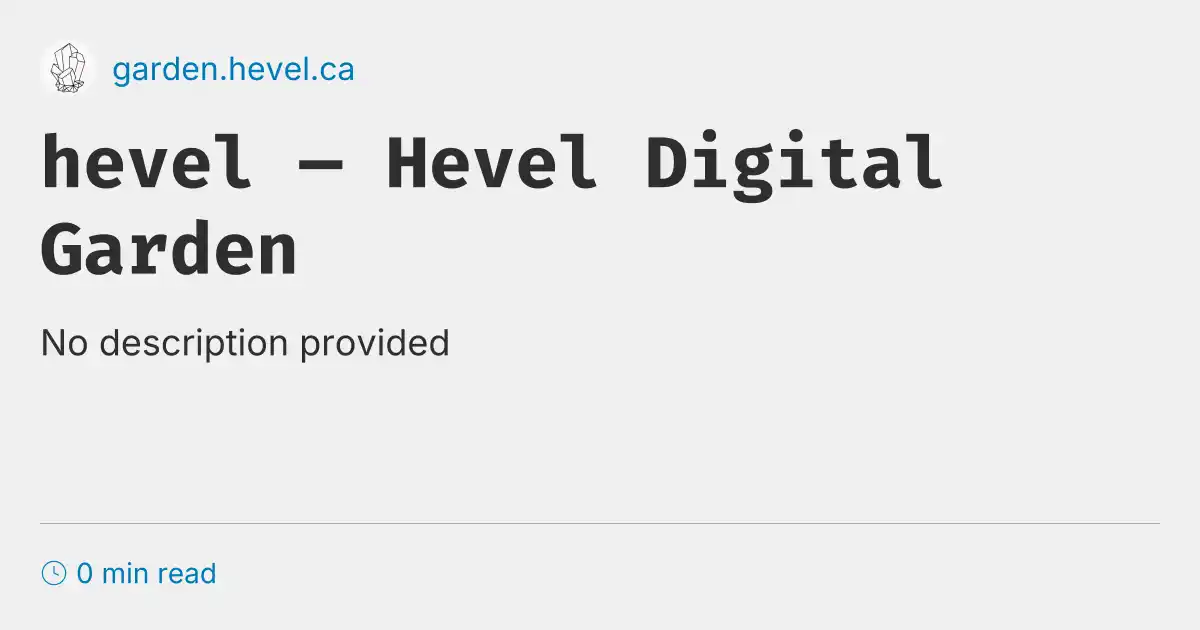 garden.hevel.ca
hevel — Hevel Digital
Garden
No description provided
0 min read